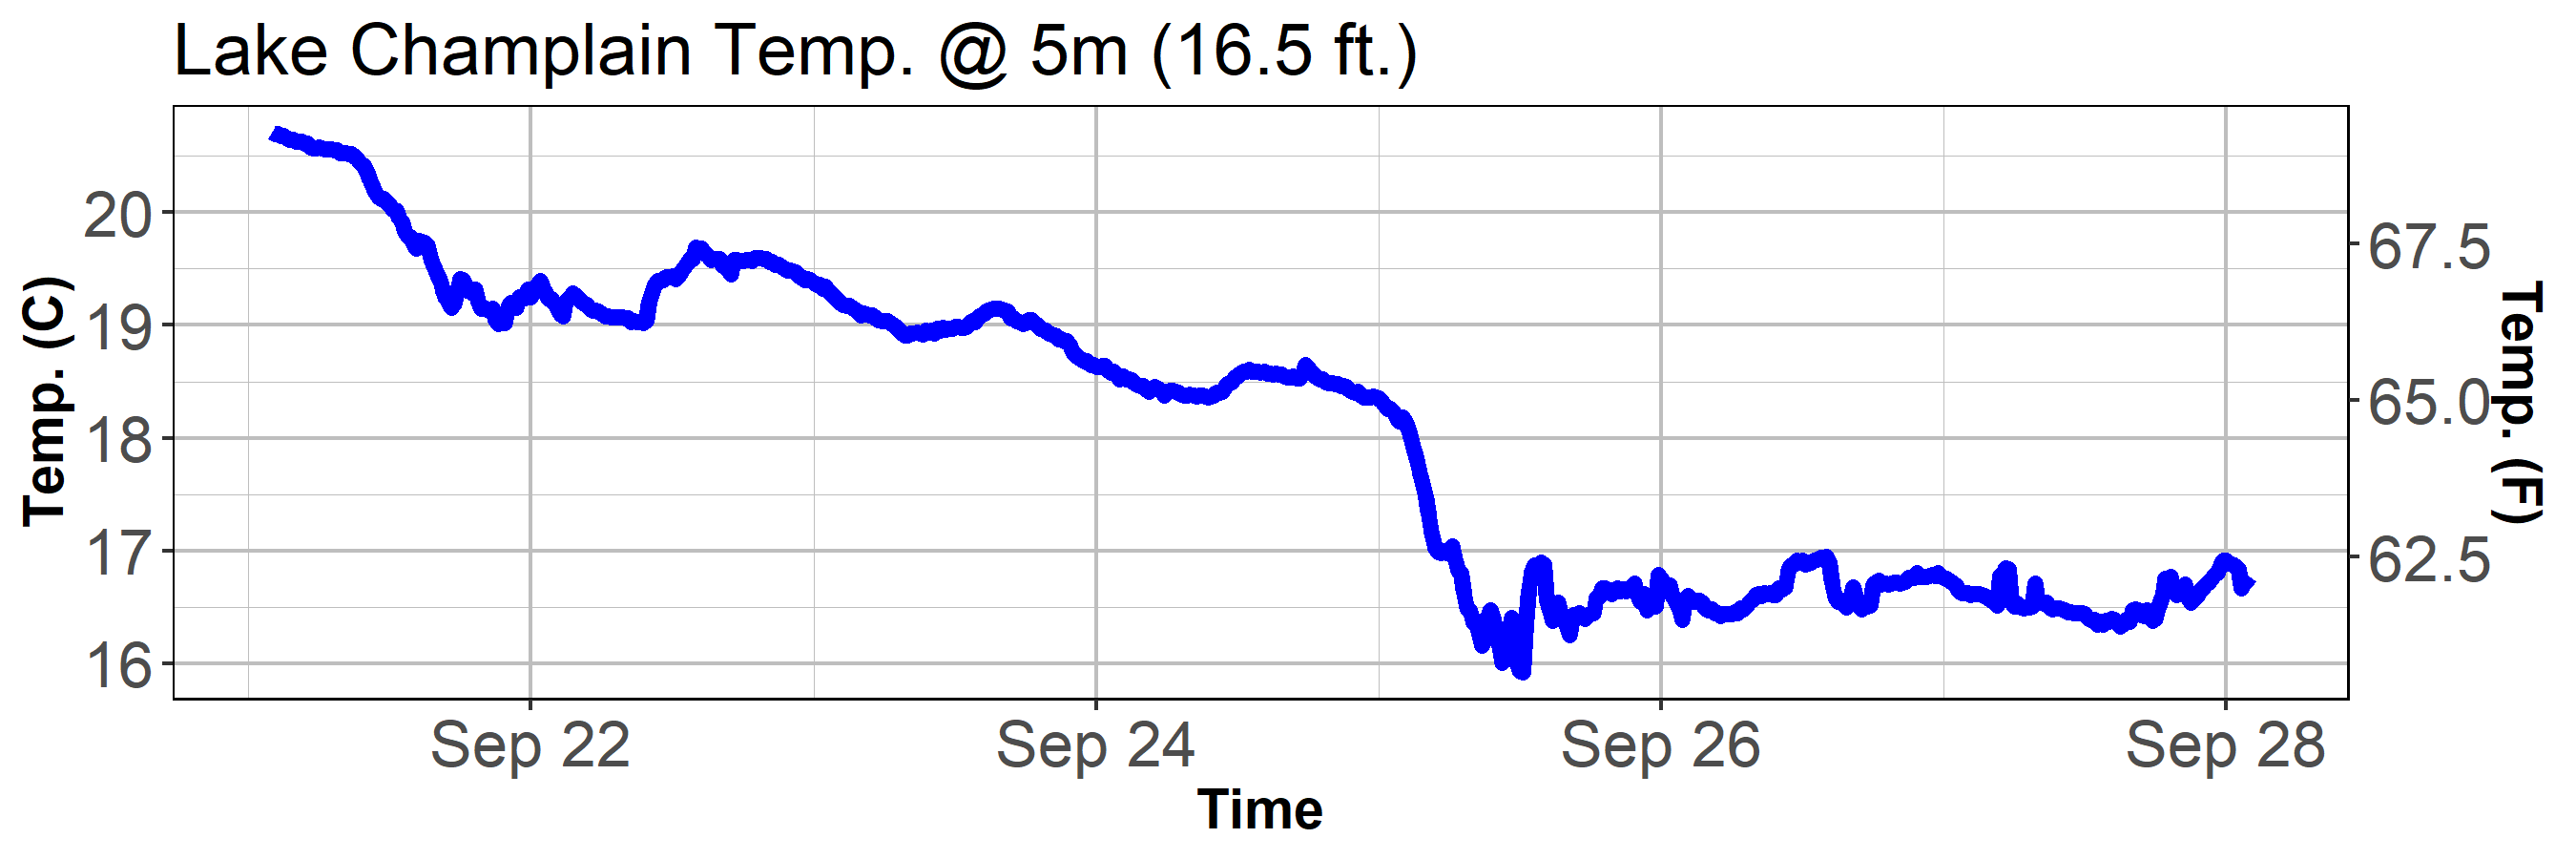 Lake Champlain Temp. @ 5m (16.5 ft.)
Temp. (C)
20
19
18
17
16
67.5
65.0
62.5
Temp. (F)
Sep 22
Sep 24
Sep 26
Sep 28
Time